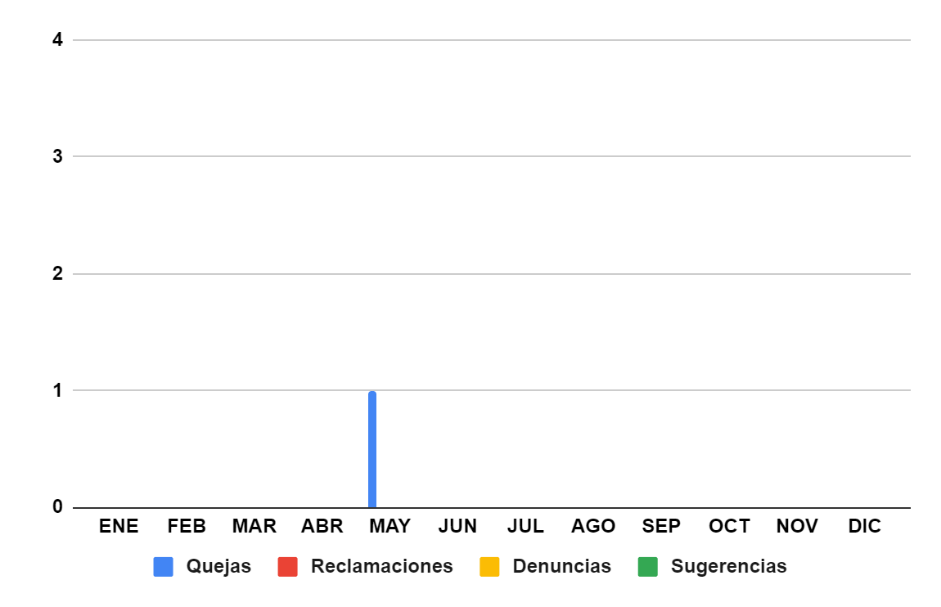 4
3
2
1
0
ENE FEB MAR ABR MAY JUN JUL AGO SEP OCT NOV DIC
Quejas Reclamaciones Denuncias Sugerencias